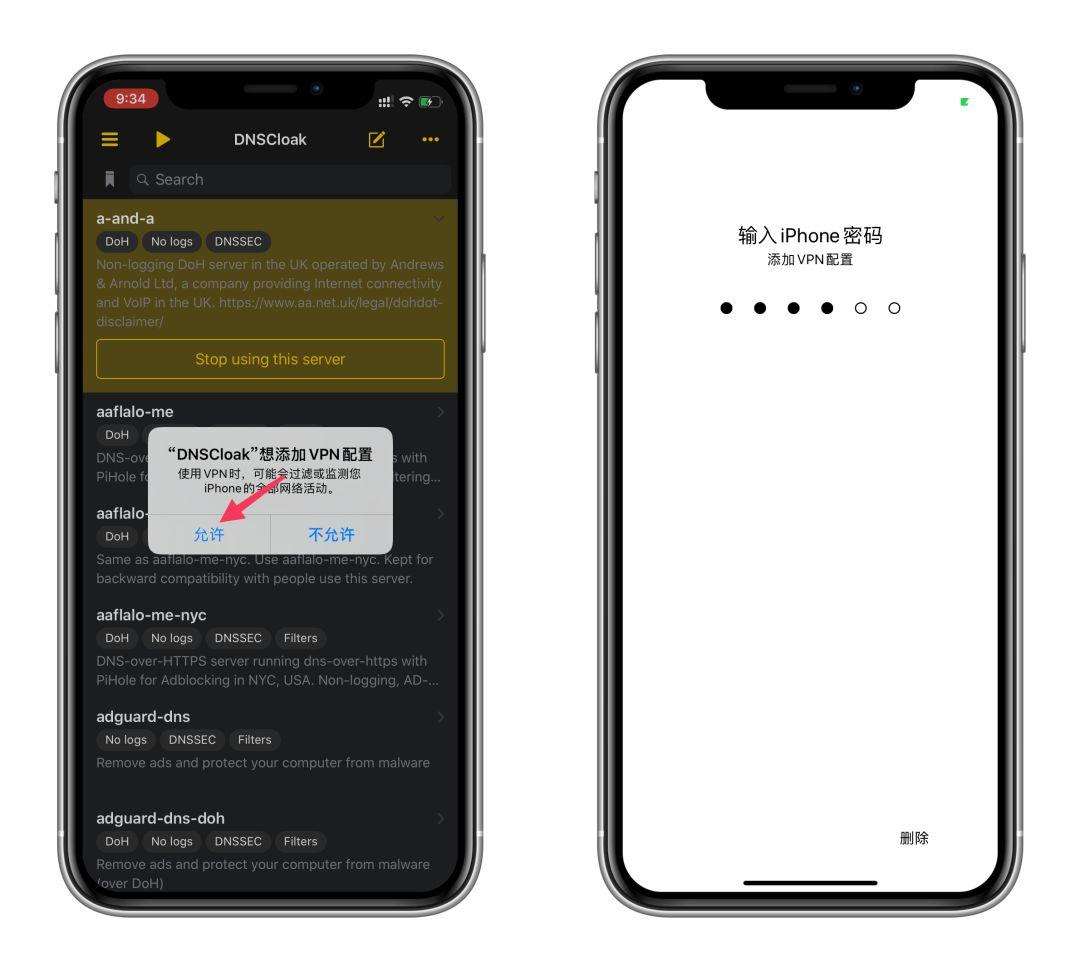 9:34
DNSCloak
Search
a-and-a
DoH No logs DNSSEC
Non-logging DoH server in the UK operated by Andrews
& Arnold Ltd, a company providing Internet connectivity
and VoIP in the UK. https://www.aa.net.uk/legal/dohdot-
disclaimer/
Stop using this server
aaflalo-me
DoH
DNS-ove
s with
PiHole fo
tering...
“DNSCloak”想添加 VPN 配置
使用 VPN 时，可能会过滤或监测您
iPhone 的全部网络活动。
允许 不允许
aaflalo-
DoH
Same as aaflalo-me-nyc. Use aaflalo-me-nyc. Kept for
backward compatibility with people use this server.
aaflalo-me-nyc
DoH No logs DNSSEC Filters
DNS-over-HTTPS server running dns-over-https with
PiHole for Adblocking in NYC, USA. Non-logging, AD-...
adguard-dns
No logs DNSSEC Filters
Remove ads and protect your computer from malware
adguard-dns-doh
DoH No logs DNSSEC Filters
Remove ads and protect your computer from malware
(over DoH)
输入 iPhone 密码
添加 VPN 配置
删除